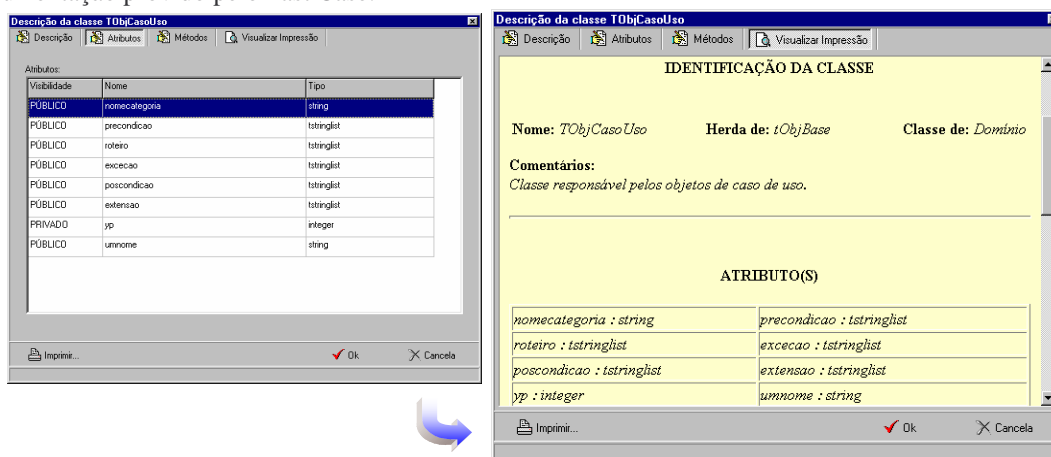 Descrição da classe TObjCasoUso
Descrição Atributos Métodos Visualizar Impressão
Atributos:
Visibilidade Nome Tipo
PÚBLICO nomecategoria string
PÚBLICO precondicao tstringlist
PÚBLICO roteiro tstringlist
PÚBLICO excecao tstringlist
PÚBLICO poscondicao tstringlist
PÚBLICO extensao tstringlist
PRIVADO yp integer
PÚBLICO umnome string
Imprimir... Ok Cancela
Descrição da classe TObjCasoUso
Descrição Atributos Métodos Visualizar Impressão
IDENTIFICAÇÃO DA CLASSE
Nome: TObjCasoUso Herda de: tObjBase Classe de: Domínio
Comentários:
Classe responsável pelos objetos de caso de uso.
ATRIBUTO(S)
nomecategoria : string precondicao : tstringlist
roteiro : tstringlist excecao : tstringlist
poscondicao : tstringlist extensao : tstringlist
yp : integer umnome : string
Imprimir... Ok Cancela